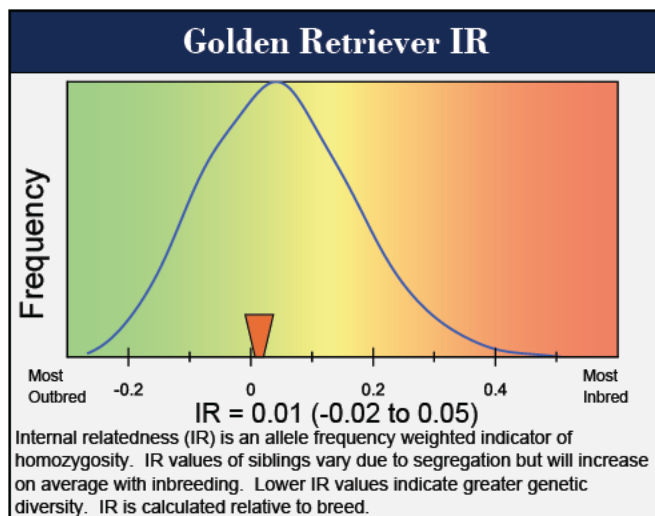 Golden Retriever IR
Frequency
Most
Outbred
-0.2
0
0.2
0.4
Most
Inbred
IR = 0.01 (-0.02 to 0.05)
Internal relatedness (IR) is an allele frequency weighted indicator of
homozygosity.  IR values of siblings vary due to segregation but will increase
on average with inbreeding.  Lower IR values indicate greater genetic
diversity.  IR is calculated relative to breed.